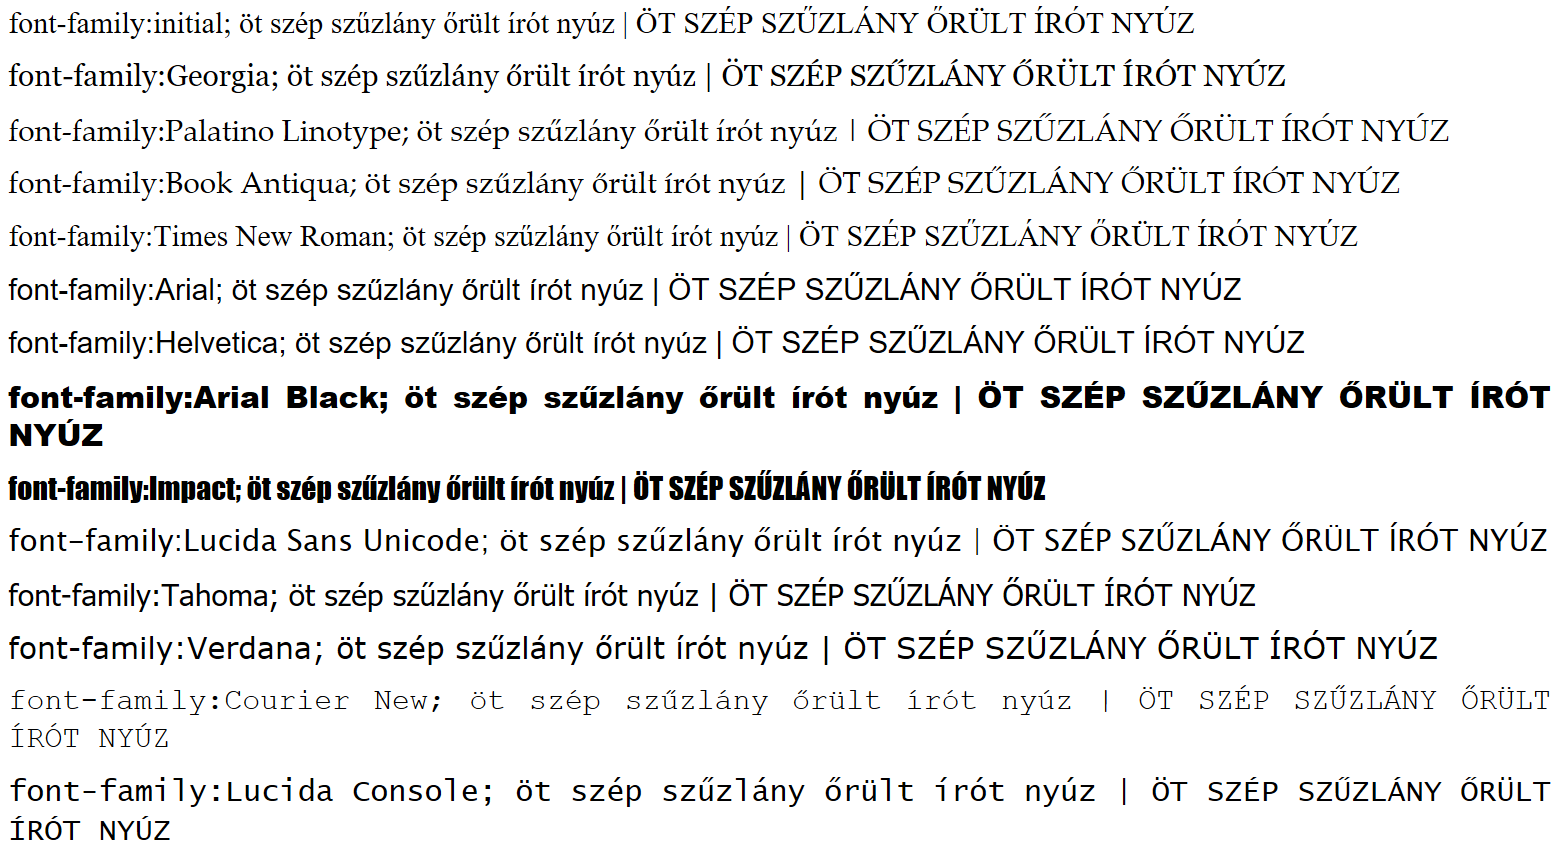 font-family:initial; öt szép szűzlány őrült írót nyúz | ÖT SZÉP SZŰZLÁNY ŐRÜLT ÍRÓT NYÚZ
font-family:Georgia; öt szép szűzlány őrült írót nyúz | ÖT SZÉP SZŰZLÁNY ŐRÜLT ÍRÓT NYÚZ
font-family:Palatino Linotype; öt szép szűzlány őrült írót nyúz | ÖT SZÉP SZŰZLÁNY ŐRÜLT ÍRÓT NYÚZ
font-family:Book Antiqua; öt szép szűzlány őrült írót nyúz | ÖT SZÉP SZŰZLÁNY ŐRÜLT ÍRÓT NYÚZ
font-family:Times New Roman; öt szép szűzlány őrült írót nyúz | ÖT SZÉP SZŰZLÁNY ŐRÜLT ÍRÓT NYÚZ
font-family:Arial; öt szép szűzlány őrült írót nyúz | ÖT SZÉP SZŰZLÁNY ŐRÜLT ÍRÓT NYÚZ
font-family:Helvetica; öt szép szűzlány őrült írót nyúz | ÖT SZÉP SZŰZLÁNY ŐRÜLT ÍRÓT NYÚZ
font-family:Arial Black; öt szép szűzlány őrült írót nyúz | ÖT SZÉP SZŰZLÁNY ŐRÜLT ÍRÓT
NYÚZ
font-family:Impact; öt szép szűzlány őrült írót nyúz | ÖT SZÉP SZŰZLÁNY ŐRÜLT ÍRÓT NYÚZ
font-family:Lucida Sans Unicode; öt szép szűzlány őrült írót nyúz | ÖT SZÉP SZŰZLÁNY ŐRÜLT ÍRÓT NYÚZ
font-family:Tahoma; öt szép szűzlány őrült írót nyúz | ÖT SZÉP SZŰZLÁNY ŐRÜLT ÍRÓT NYÚZ
font-family:Verdana; öt szép szűzlány őrült írót nyúz | ÖT SZÉP SZŰZLÁNY ŐRÜLT ÍRÓT NYÚZ
font-family:Courier New; öt szép szűzlány őrült írót nyúz | ÖT SZÉP SZŰZLÁNY ŐRÜLT
ÍRÓT NYÚZ
font-family:Lucida Console; öt szép szűzlány őrült írót nyúz | ÖT SZÉP SZŰZLÁNY ŐRÜLT
ÍRÓT NYÚZ